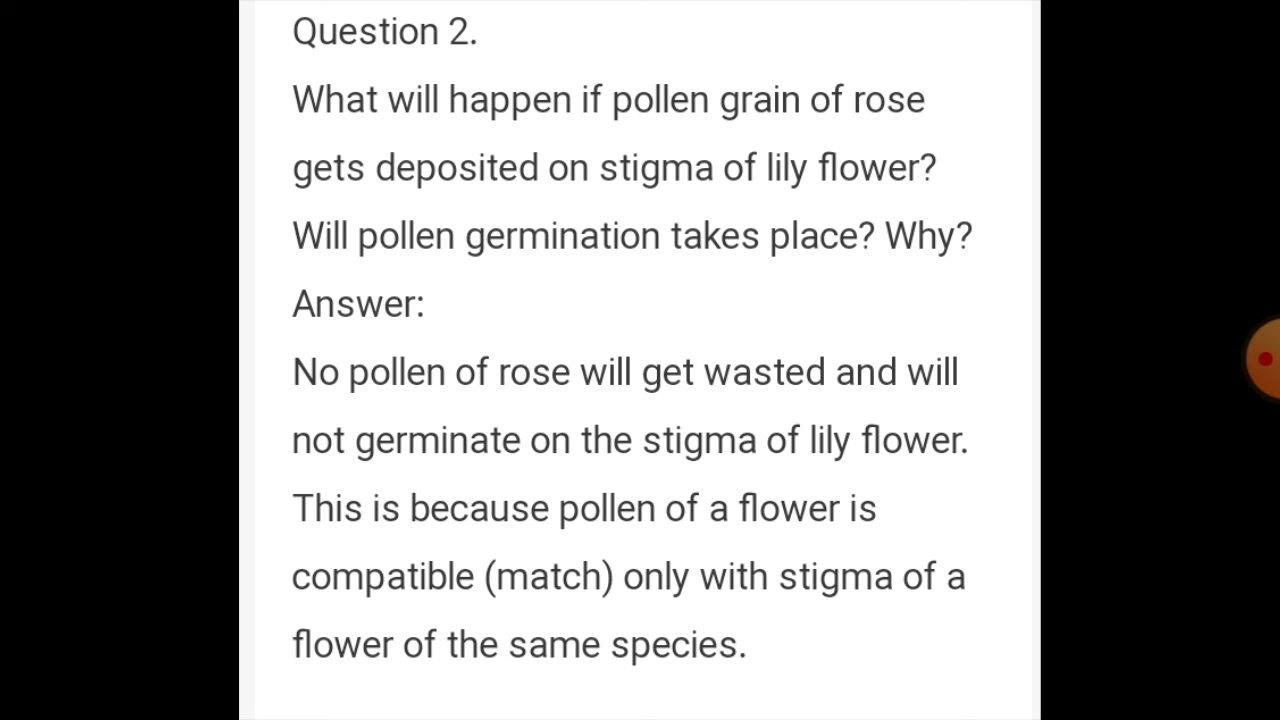 Question 2.
What will happen if pollen grain of rose
gets deposited on stigma of lily flower?
Will pollen germination takes place? Why?
Answer:
No pollen of rose will get wasted and will
not germinate on the stigma of lily flower.
This is because pollen of a flower is
compatible (match) only with stigma of a
flower of the same species.